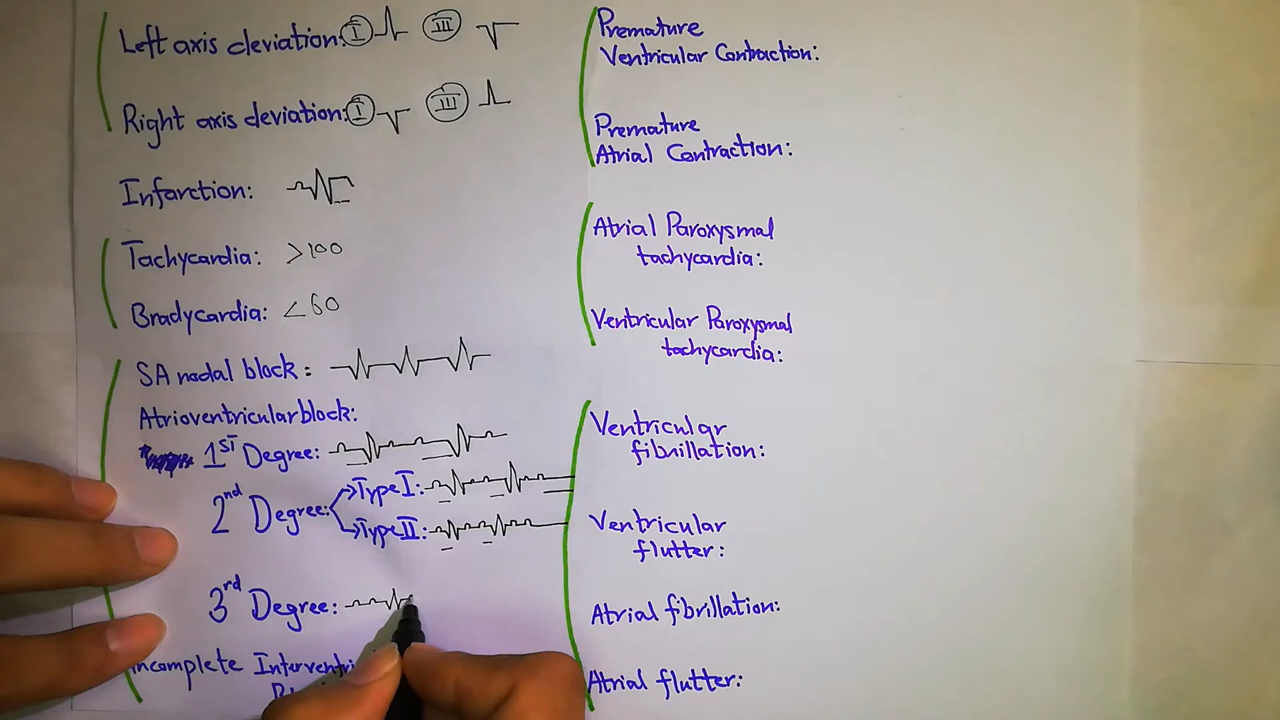 Left axis deviation: I III
Right axis deviation: I III
Infarction:
Tachycardia: >100
Bradycardia: <60
SA nodal block:
Atrioventricular block:
1ST Degree:
2nd Degree:
Type I:
Type II:
3rd Degree:
Incomplete
Premature
Ventricular Contraction:
Premature
Atrial Contraction:
Atrial Paroxysmal
tachycardia:
Ventricular Paroxysmal
tachycardia:
Ventricular
fibrillation:
Ventricular
flutter:
Atrial fibrillation:
Atrial flutter: